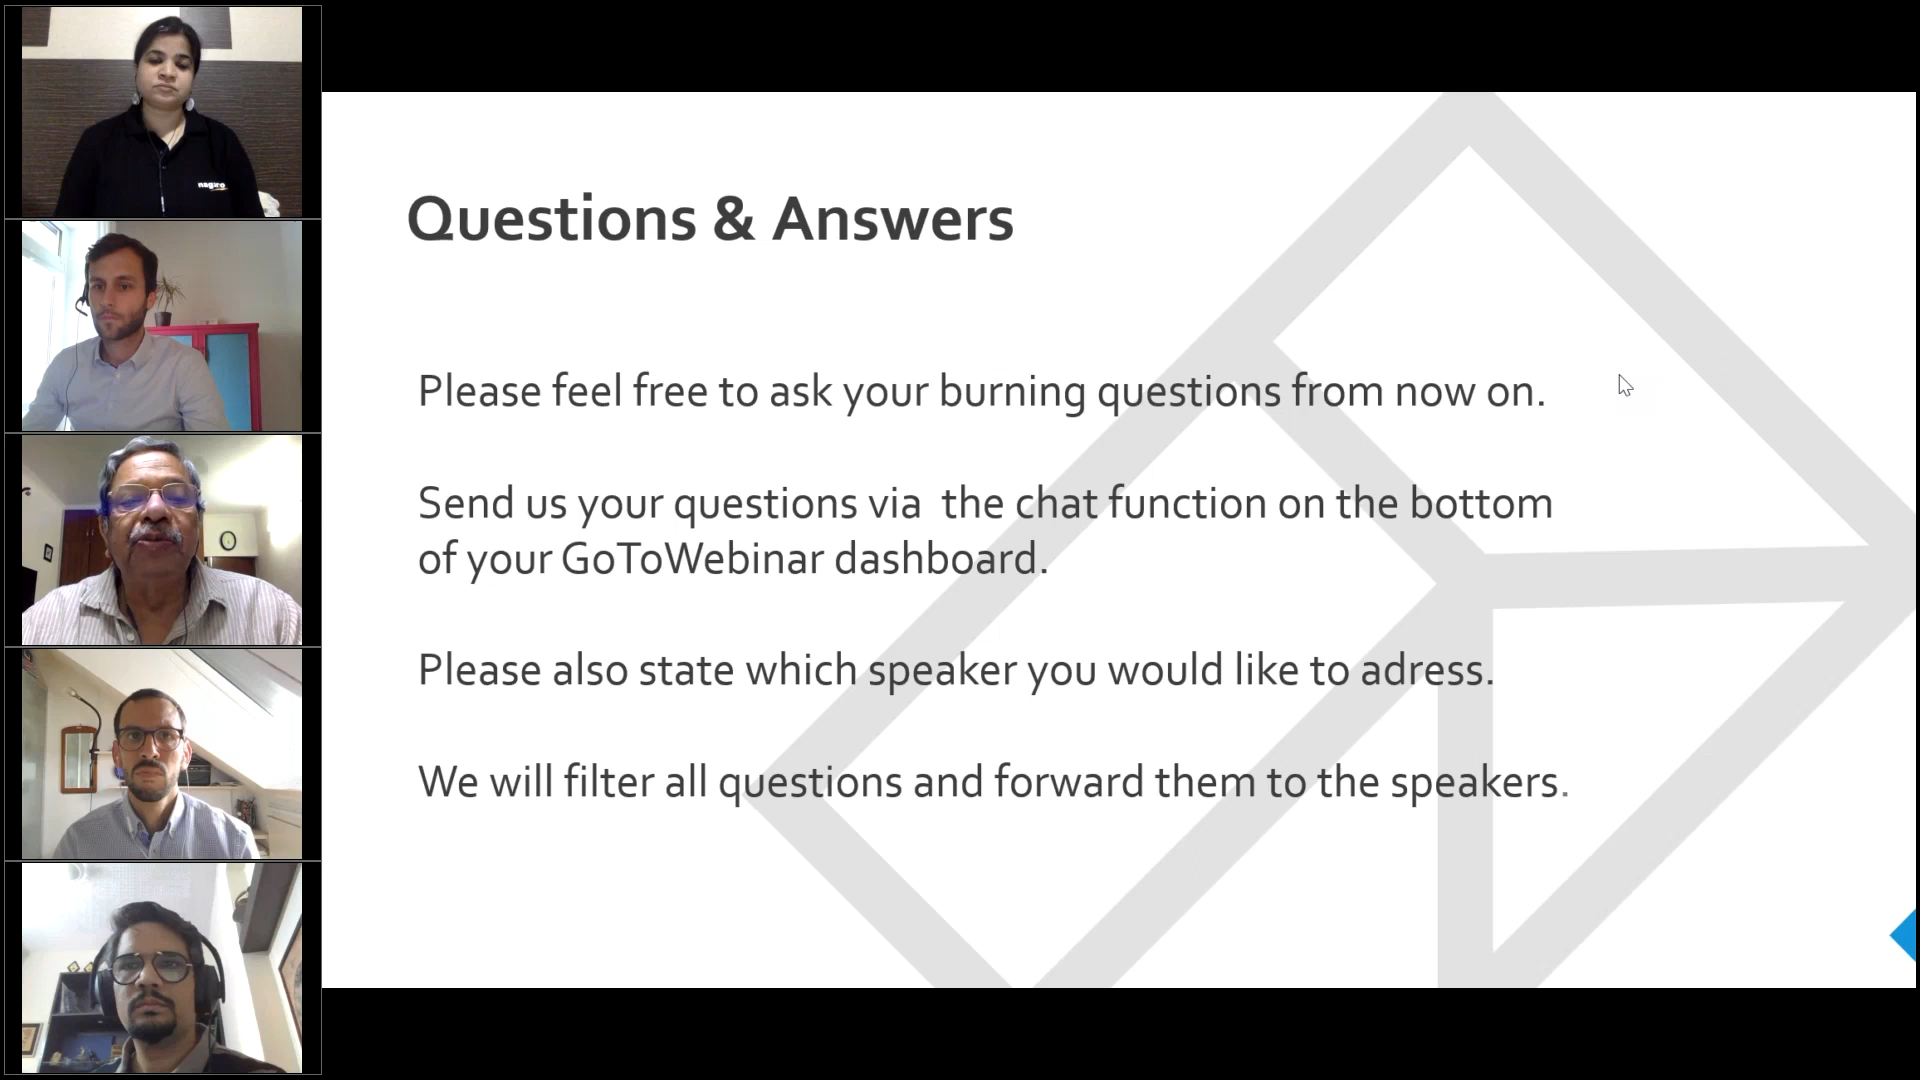 nagarro
Questions & Answers
Please feel free to ask your burning questions from now on.
Send us your questions via  the chat function on the bottom
of your GoToWebinar dashboard.
Please also state which speaker you would like to adress.
We will filter all questions and forward them to the speakers.